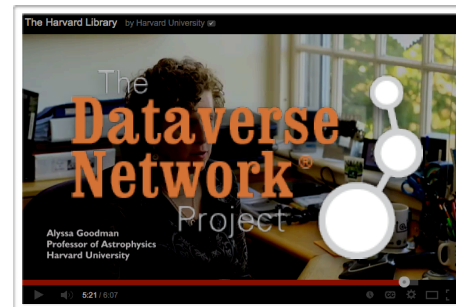 The Harvard Library by Harvard University
The
Dataverse
Network®
Project
Alyssa Goodman
Professor of Astrophysics
Harvard University
5:21 / 6:07